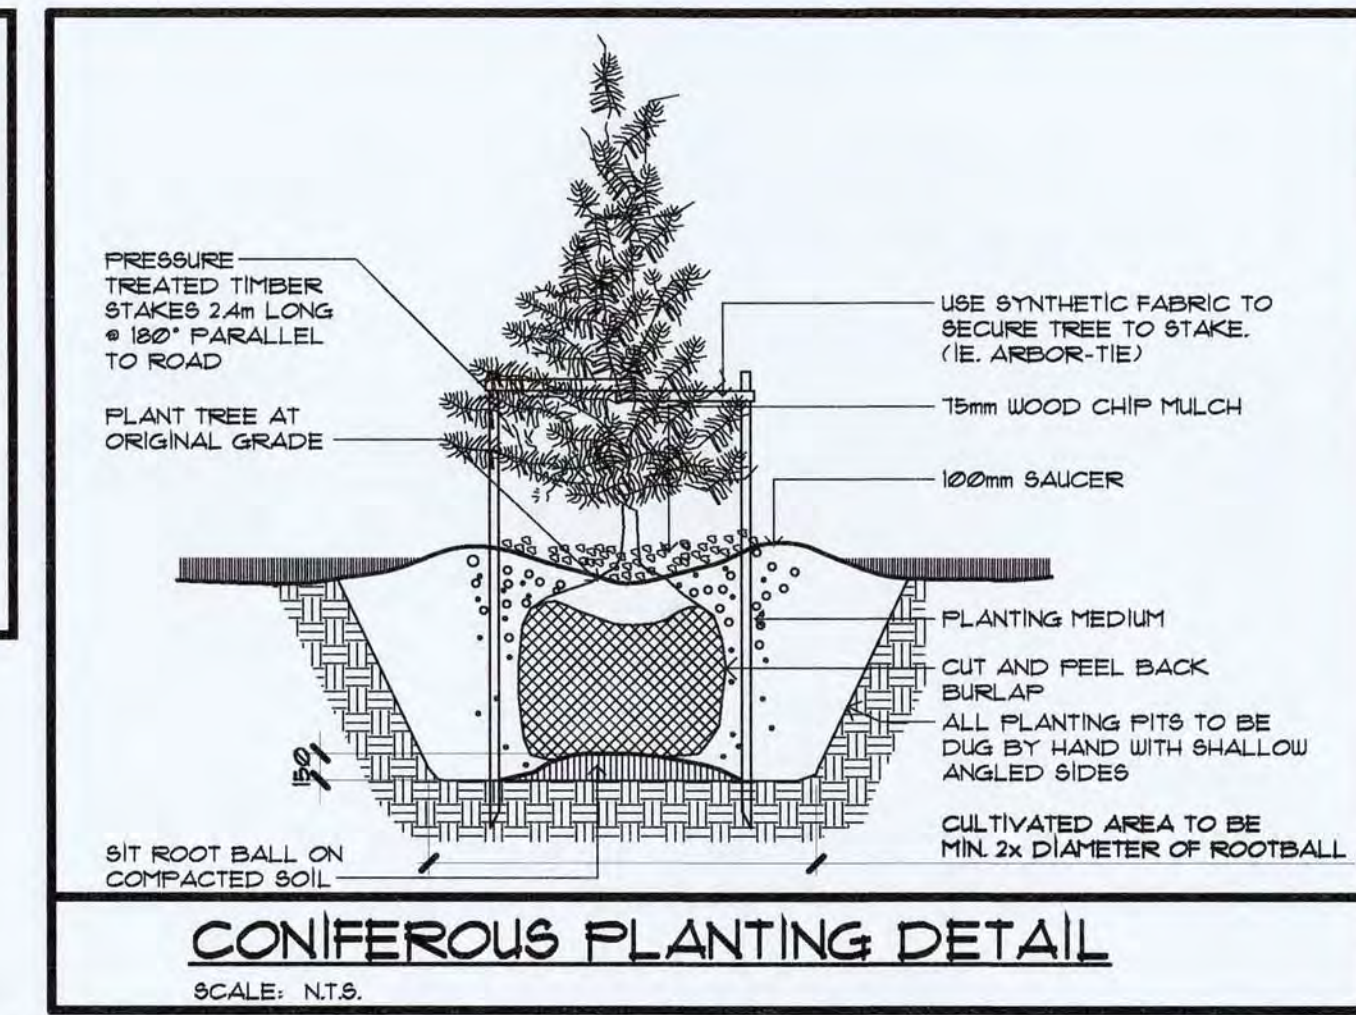 PRESSURE
TREATED TIMBER
STAKES 2.4m LONG
@ 180° PARALLEL
TO ROAD
PLANT TREE AT
ORIGINAL GRADE
150
SIT ROOT BALL ON
COMPACTED SOIL
USE SYNTHETIC FABRIC TO
SECURE TREE TO STAKE.
(IE. ARBOR-TIE)
75mm WOOD CHIP MULCH
100mm SAUCER
PLANTING MEDIUM
CUT AND PEEL BACK
BURLAP
ALL PLANTING PITS TO BE
DUG BY HAND WITH SHALLOW
ANGLED SIDES
CULTIVATED AREA TO BE
MIN. 2x DIAMETER OF ROOTBALL
CONIFEROUS PLANTING DETAIL
SCALE: N.T.S.